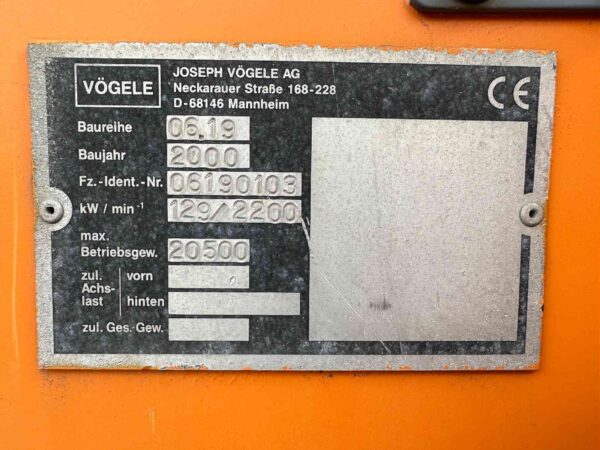 VÖGELE
JOSEPH VÖGELE AG
Neckarauer Straße 168-228
D-68146 Mannheim
CE
Baureihe 06.19
Baujahr 2000
Fz.-Ident.-Nr. 06190103
kW / min⁻¹ 129/2200
max.
Betriebsgew. 20500
zul. vorn
Achs-
last hinten
zul. Ges. Gew.